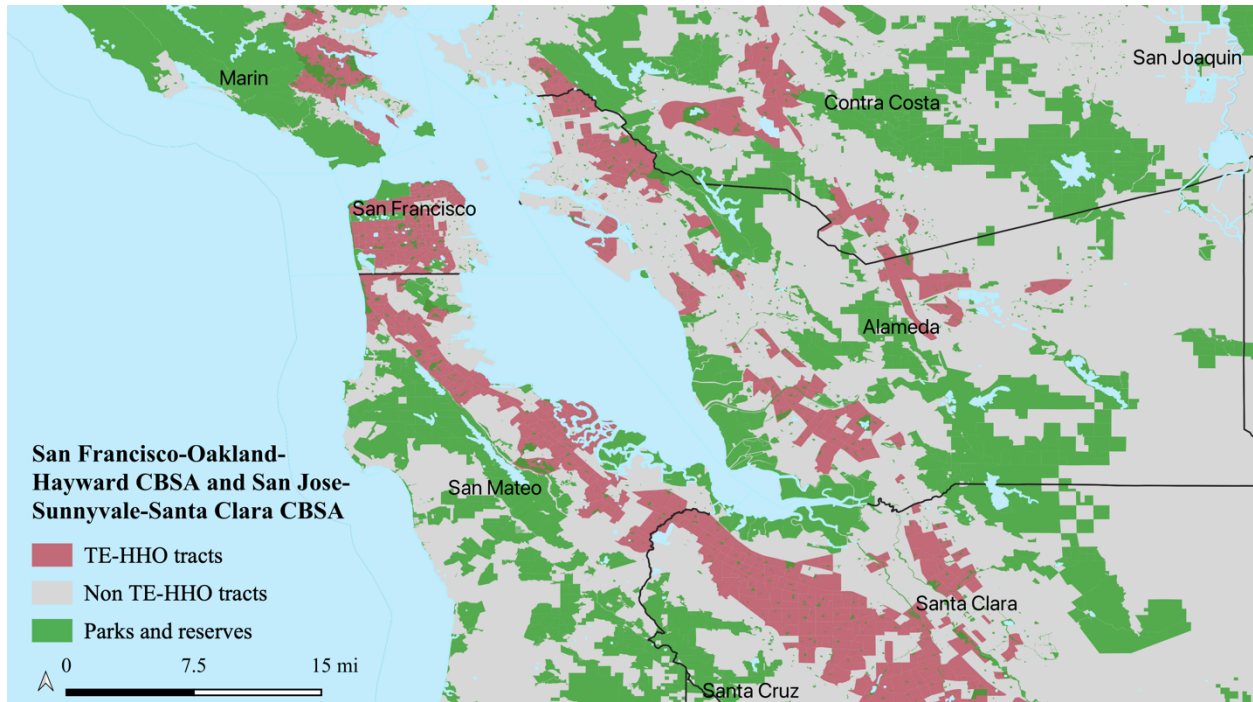 Marin
San Joaquin
Contra Costa
San Francisco
Alameda
San Mateo
Santa Clara
Santa Cruz
San Francisco-Oakland-
Hayward CBSA and San Jose-
Sunnyvale-Santa Clara CBSA
TE-HHO tracts
Non TE-HHO tracts
Parks and reserves
0 7.5 15 mi